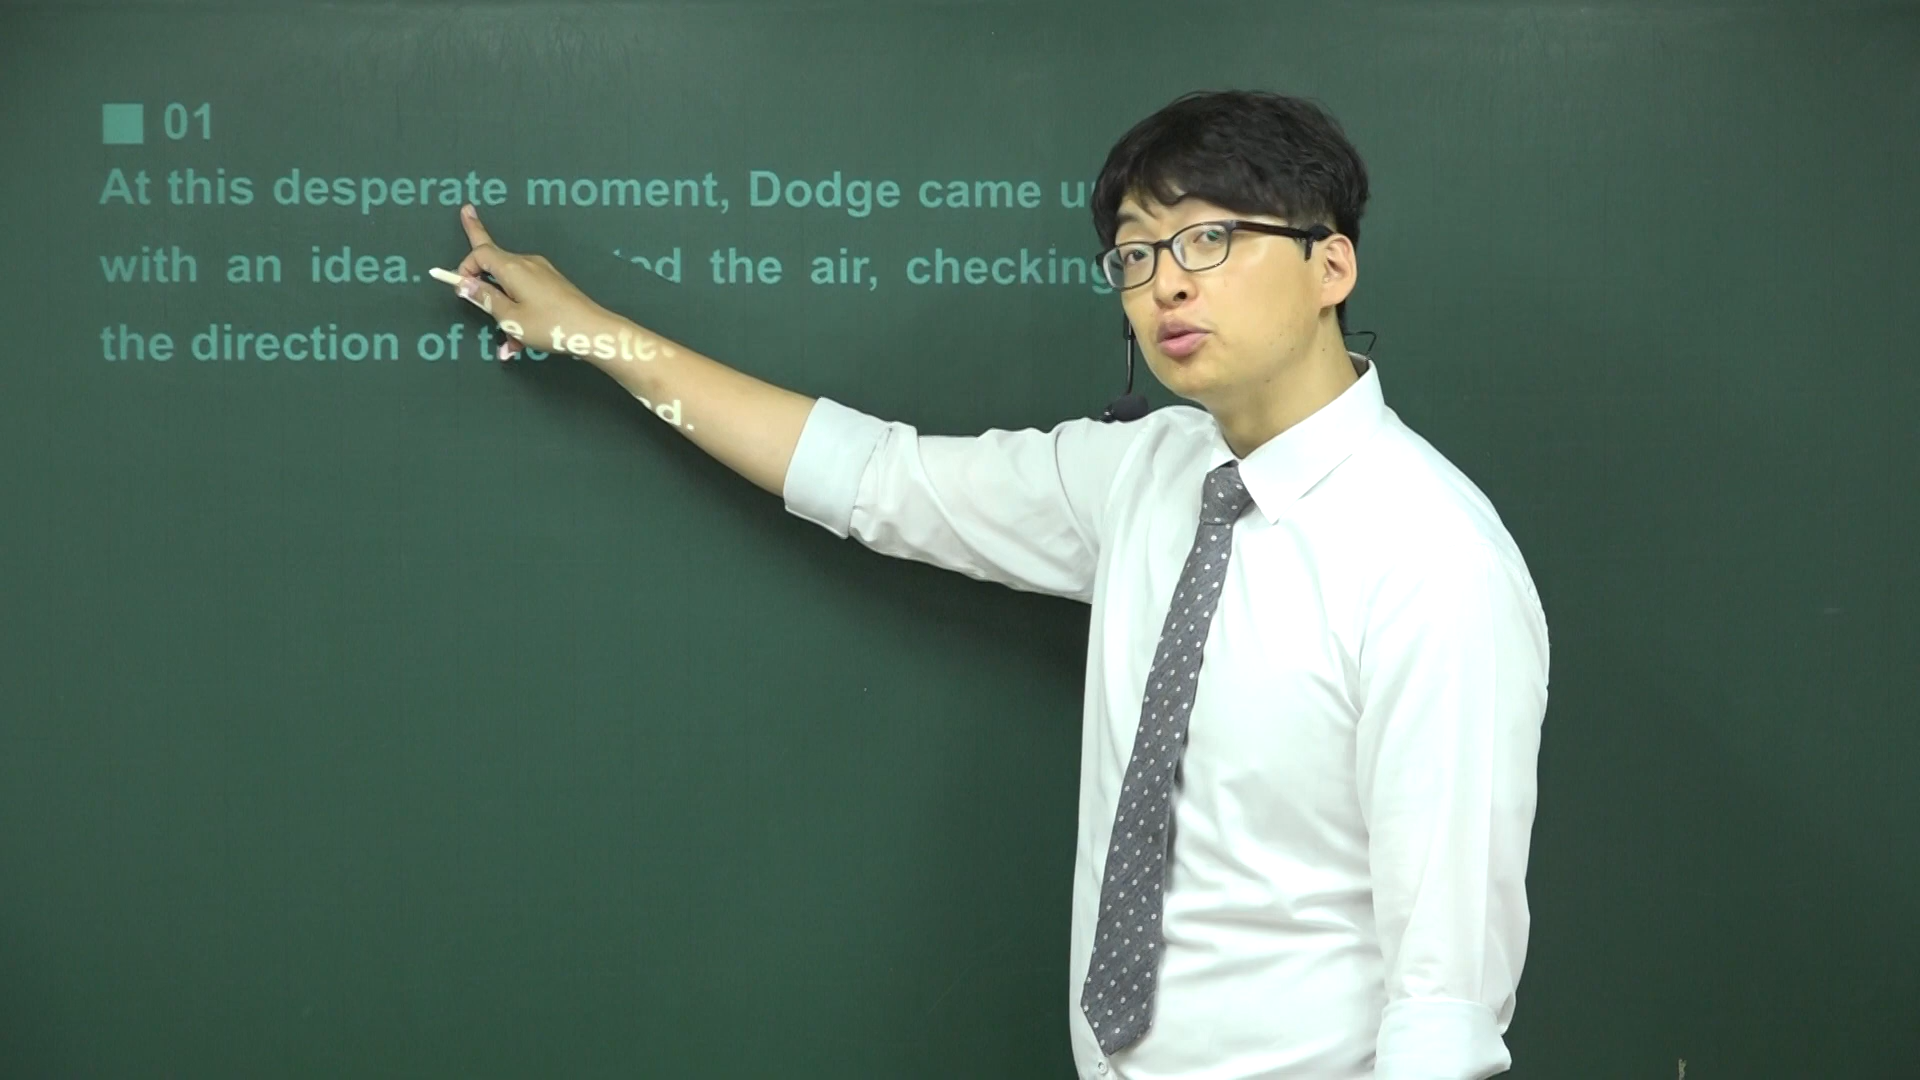 01
At this desperate moment, Dodge came
with an idea. the air, checking
the direction of